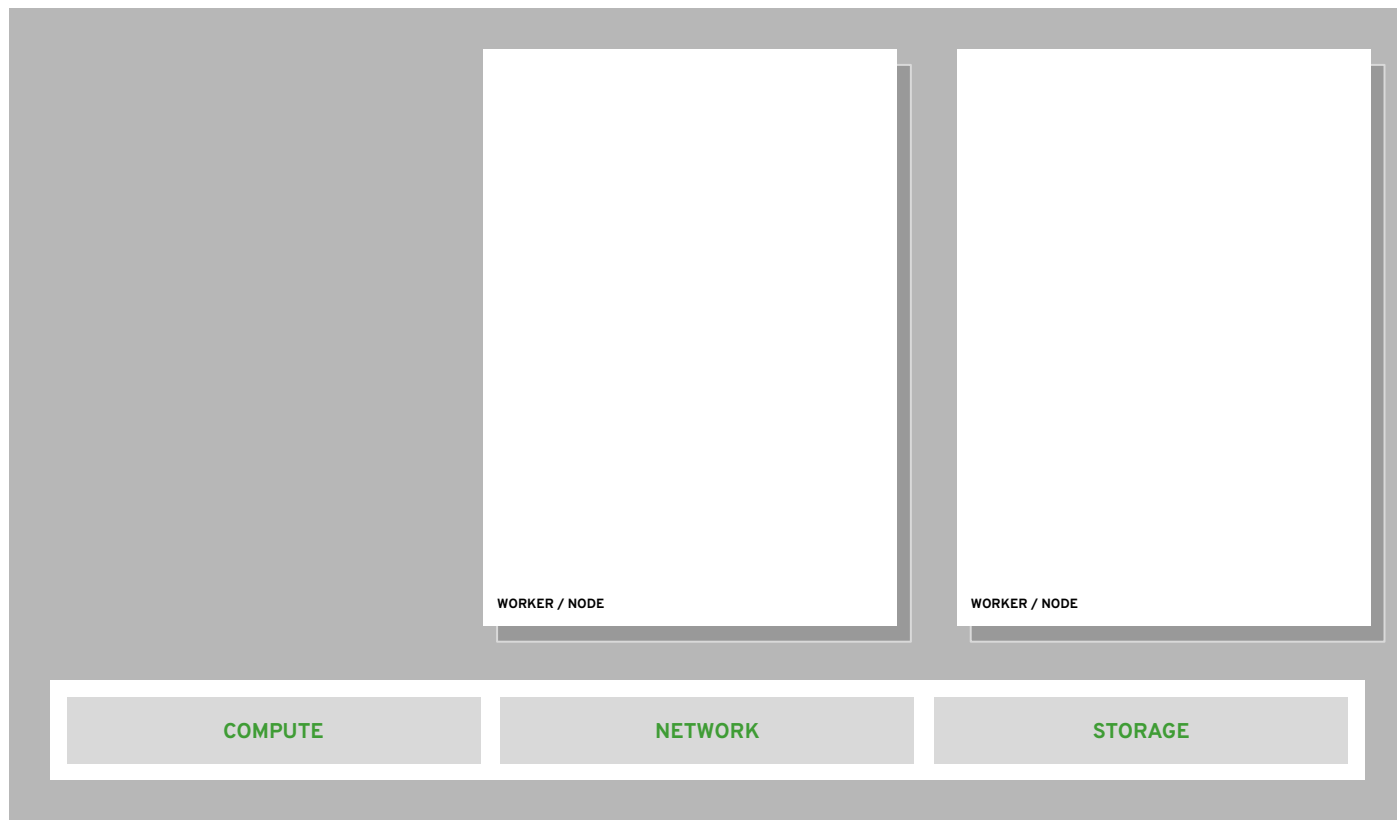 WORKER / NODE
WORKER / NODE
COMPUTE
NETWORK
STORAGE